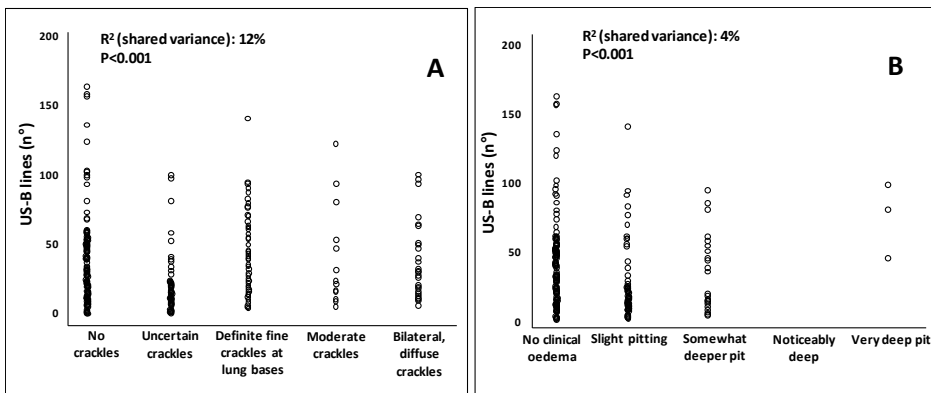 R² (shared variance): 12%
P<0.001
A
US-B lines (n°)
200
150
100
50
0
No crackles
Uncertain crackles
Definite fine crackles at lung bases
Moderate crackles
Bilateral, diffuse crackles
R² (shared variance): 4%
P<0.001
B
US-B lines (n°)
200
150
100
50
0
No clinical oedema
Slight pitting
Somewhat deeper pit
Noticeably deep
Very deep pit